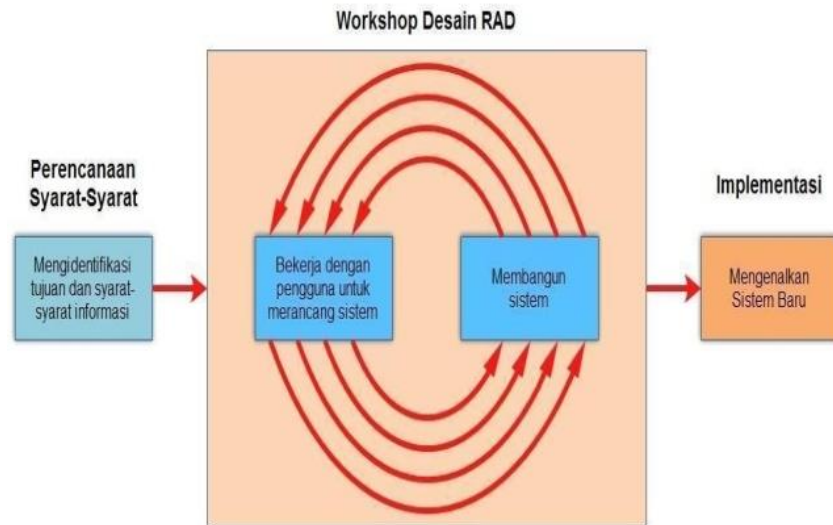 Workshop Desain RAD
Perencanaan
Syarat-Syarat
Mengidentifikasi
tujuan dan syarat-
syarat informasi
Bekerja dengan
pengguna untuk
merancang sistem
Membangun
sistem
Implementasi
Mengenalkan
Sistem Baru